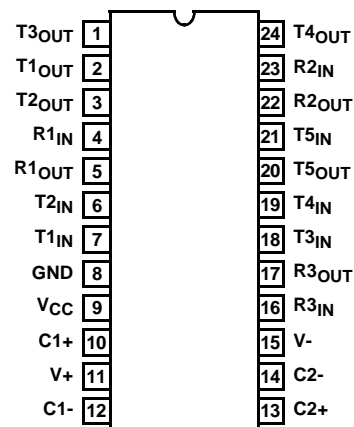 T3OUT 1 24 T4OUT
T1OUT 2 23 R2IN
T2OUT 3 22 R2OUT
R1IN 4 21 T5IN
R1OUT 5 20 T5OUT
T2IN 6 19 T4IN
T1IN 7 18 T3IN
GND 8 17 R3OUT
VCC 9 16 R3IN
C1+ 10 15 V-
V+ 11 14 C2-
C1- 12 13 C2+